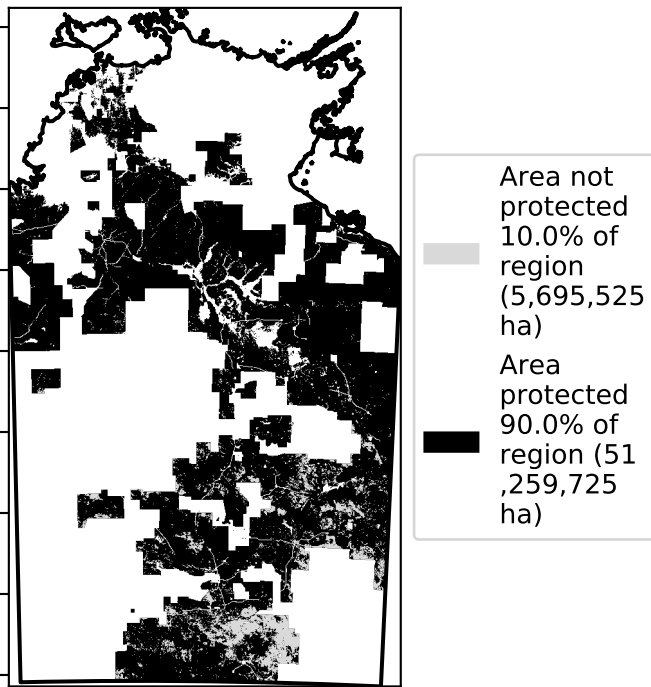 Area not
protected
10.0% of
region
(5,695,525
ha)
Area
protected
90.0% of
region (51
,259,725
ha)